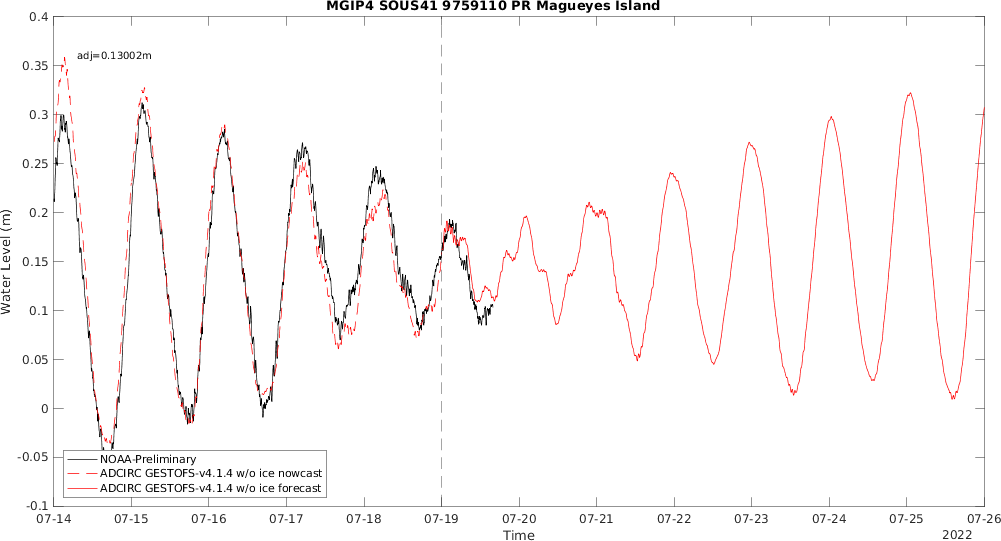 MGIP4 SOUS41 9759110 PR Magueyes Island
adj=0.13002m
0.4
0.35
0.3
0.25
0.2
0.15
0.1
0.05
0
-0.05
-0.1
Water Level (m)
NOAA-Preliminary
ADCIRC GESTOFS-v4.1.4 w/o ice nowcast
ADCIRC GESTOFS-v4.1.4 w/o ice forecast
07-14 07-15 07-16 07-17 07-18 07-19 07-20 07-21 07-22 07-23 07-24 07-25 07-26
Time
2022